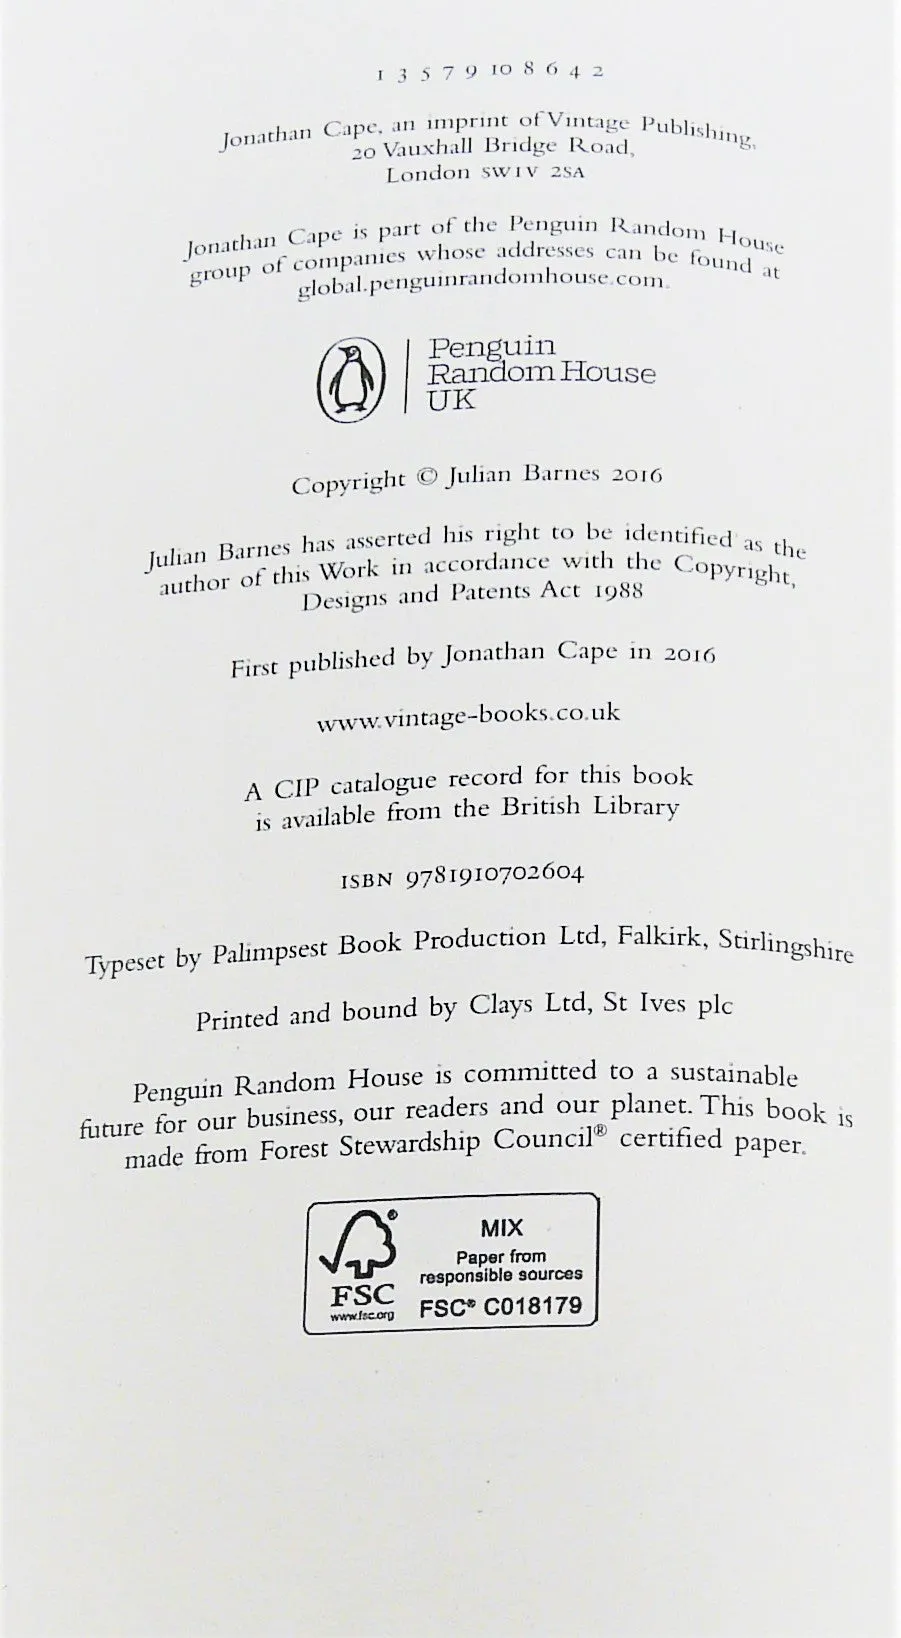 1 3 5 7 9 10 8 6 4 2
Jonathan Cape, an imprint of Vintage Publishing,
20 Vauxhall Bridge Road,
London SW1V 2SA
Jonathan Cape is part of the Penguin Random House
group of companies whose addresses can be found at
global.penguinrandomhouse.com.
Penguin
Random House
UK
Copyright © Julian Barnes 2016
Julian Barnes has asserted his right to be identified as the
author of this Work in accordance with the Copyright,
Designs and Patents Act 1988
First published by Jonathan Cape in 2016
www.vintage-books.co.uk
A CIP catalogue record for this book
is available from the British Library
ISBN 9781910702604
Typeset by Palimpsest Book Production Ltd, Falkirk, Stirlingshire
Printed and bound by Clays Ltd, St Ives plc
Penguin Random House is committed to a sustainable
future for our business, our readers and our planet. This book is
made from Forest Stewardship Council® certified paper.
®
FSC
www.fsc.org
MIX
Paper from
responsible sources
FSC® C018179